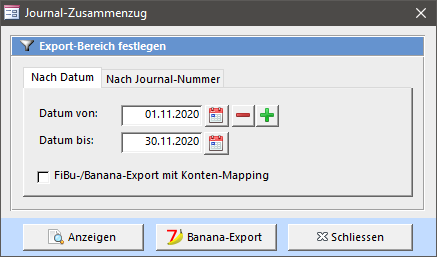 Journal-Zusammenzug
Export-Bereich festlegen
Nach Datum Nach Journal-Nummer
Datum von: 01.11.2020
Datum bis: 30.11.2020
FiBu-/Banana-Export mit Konten-Mapping
Anzeigen Banana-Export Schliessen